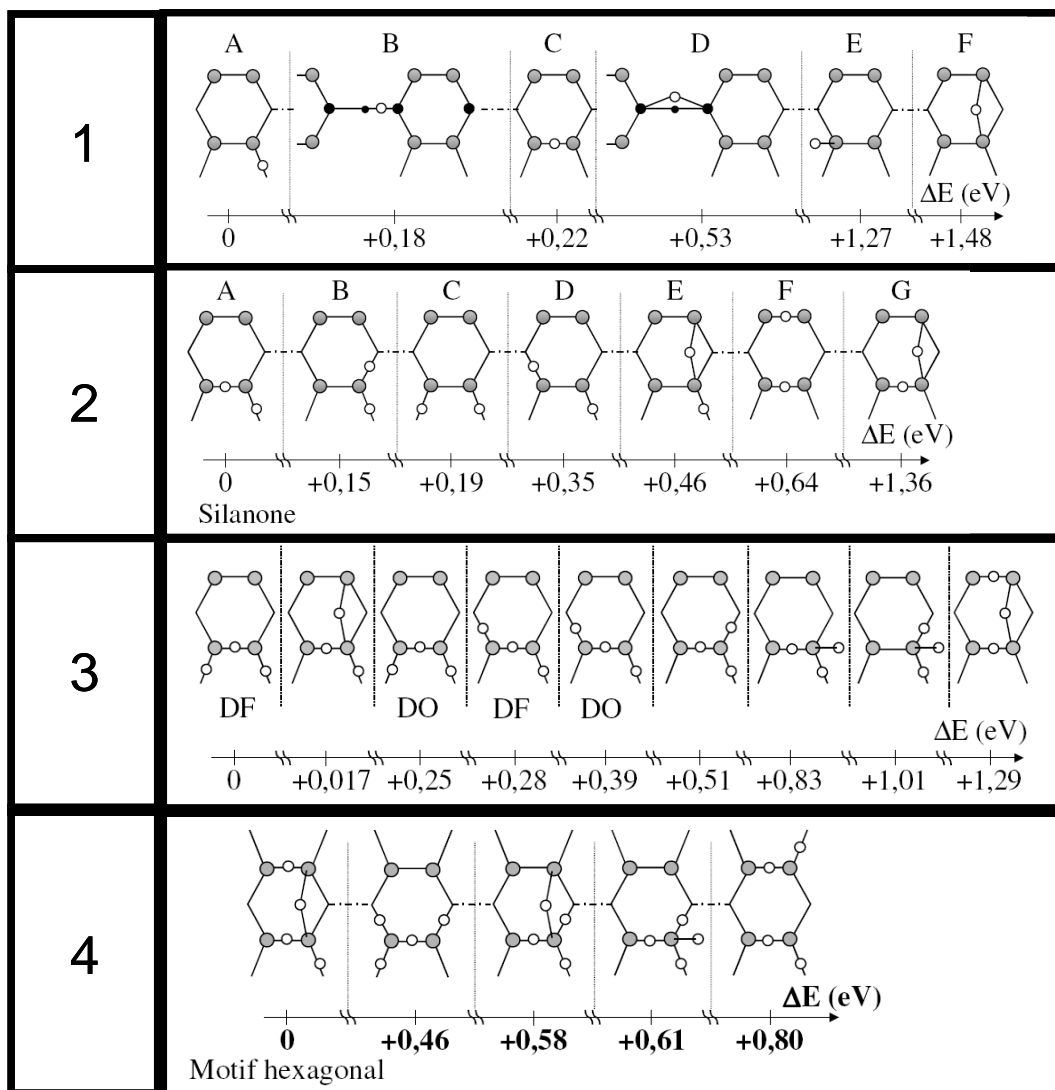 1
A B C D E F
ΔE (eV)
0 +0,18 +0,22 +0,53 +1,27 +1,48
2
A B C D E F G
ΔE (eV)
0 +0,15 +0,19 +0,35 +0,46 +0,64 +1,36
Silanone
3
DF DO DF DO
ΔE (eV)
0 +0,017 +0,25 +0,28 +0,39 +0,51 +0,83 +1,01 +1,29
4
ΔE (eV)
0 +0,46 +0,58 +0,61 +0,80
Motif hexagonal